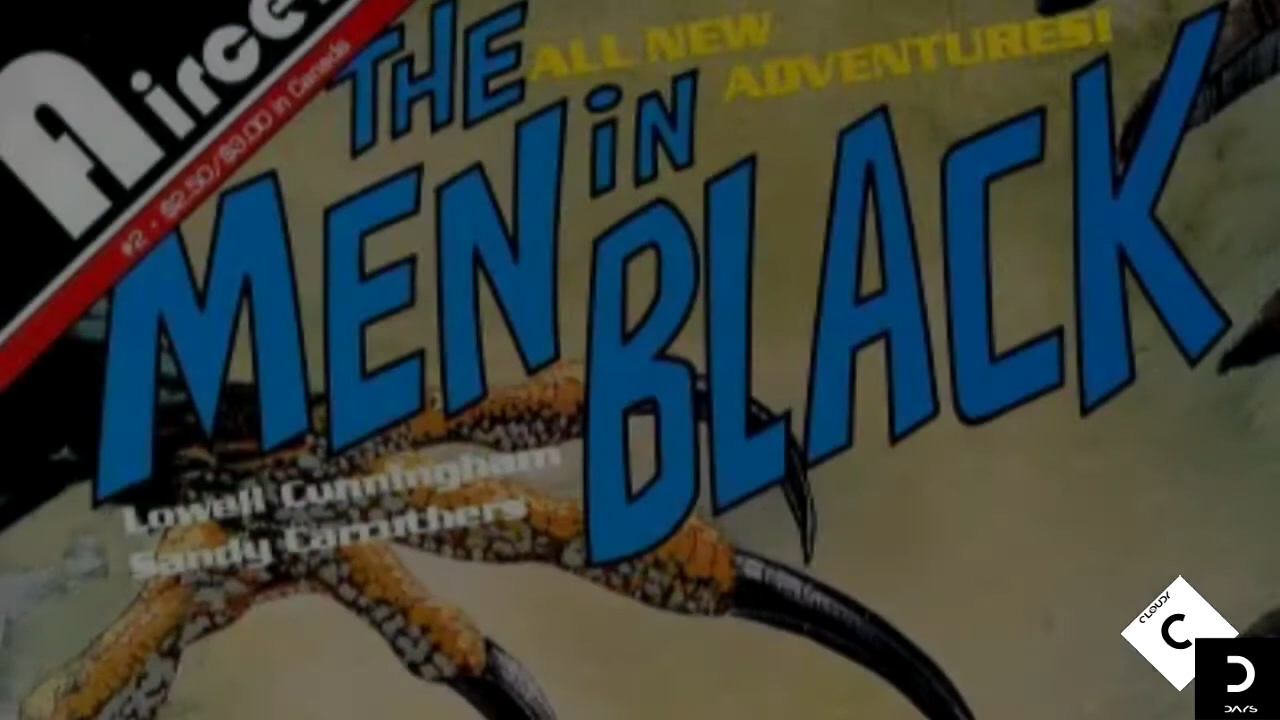 Airce
#2 - $2.50/$3.00 in Canada
THE
ALL NEW
ADVENTURES!
MEN iN
BLACK
Lowell Cunningham
Sandy Carruthers
CLOUDY
C
D
DAYS